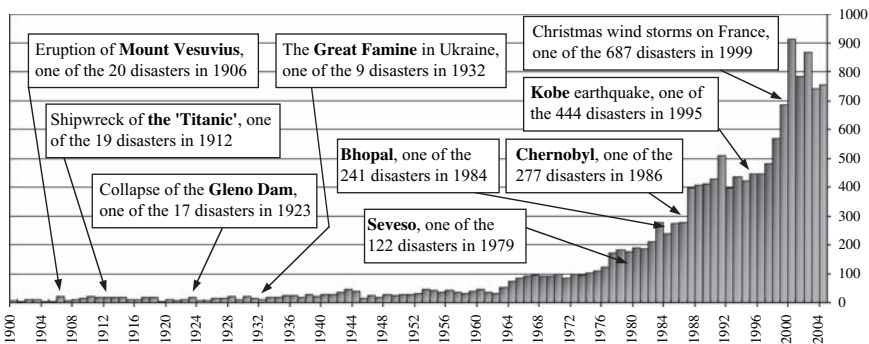 Eruption of Mount Vesuvius,
one of the 20 disasters in 1906
The Great Famine in Ukraine,
one of the 9 disasters in 1932
Christmas wind storms on France,
one of the 687 disasters in 1999
Shipwreck of the 'Titanic', one
of the 19 disasters in 1912
Kobe earthquake, one of
the 444 disasters in 1995
Bhopal, one of the
241 disasters in 1984
Chernobyl, one of the
277 disasters in 1986
Collapse of the Gleno Dam,
one of the 17 disasters in 1923
Seveso, one of the
122 disasters in 1979
1000
900
800
700
600
500
400
300
200
100
0
1900
1904
1908
1912
1916
1920
1924
1928
1932
1936
1940
1944
1948
1952
1956
1960
1964
1968
1972
1976
1980
1984
1988
1992
1996
2000
2004